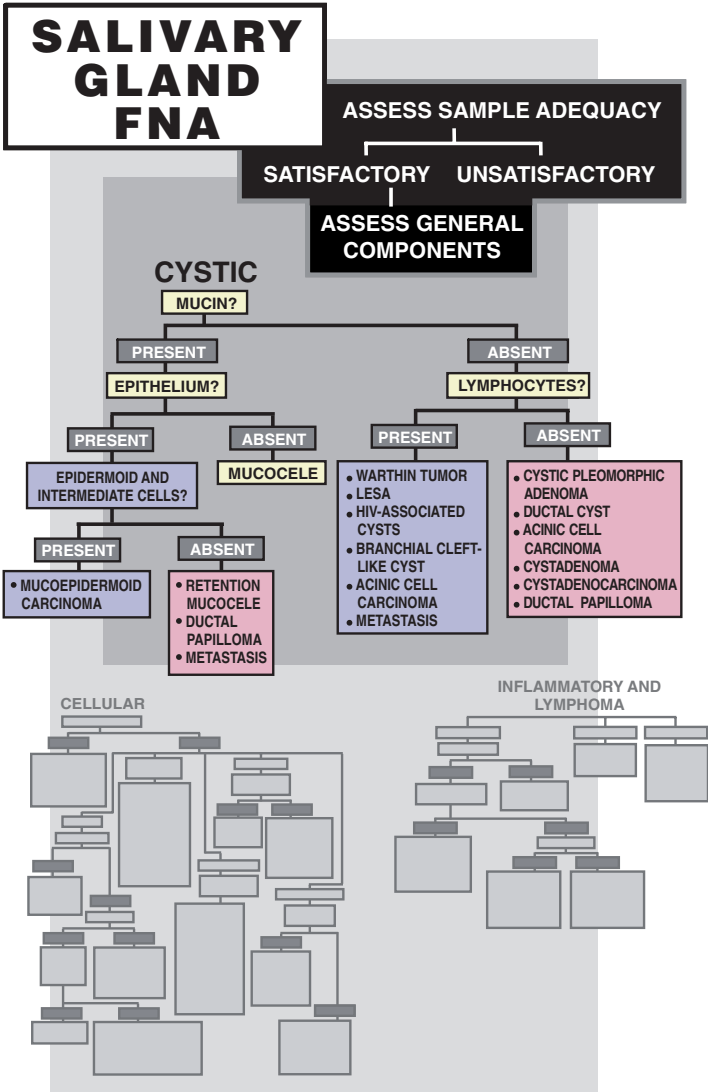 SALIVARY
GLAND
FNA
ASSESS SAMPLE ADEQUACY
SATISFACTORY
UNSATISFACTORY
ASSESS GENERAL
COMPONENTS
CYSTIC
MUCIN?
PRESENT
ABSENT
EPITHELIUM?
LYMPHOCYTES?
PRESENT
ABSENT
PRESENT
ABSENT
EPIDERMOID AND
INTERMEDIATE CELLS?
MUCOCELE
• WARTHIN TUMOR
• LESA
• HIV-ASSOCIATED
CYSTS
• BRANCHIAL CLEFT-
LIKE CYST
• ACINIC CELL
CARCINOMA
• METASTASIS
• CYSTIC PLEOMORPHIC
ADENOMA
• DUCTAL CYST
• ACINIC CELL
CARCINOMA
• CYSTADENOMA
• CYSTADENOCARCINOMA
• DUCTAL PAPILLOMA
PRESENT
ABSENT
• MUCOEPIDERMOID
CARCINOMA
• RETENTION
MUCOCELE
• DUCTAL
PAPILLOMA
• METASTASIS
CELLULAR
INFLAMMATORY AND
LYMPHOMA